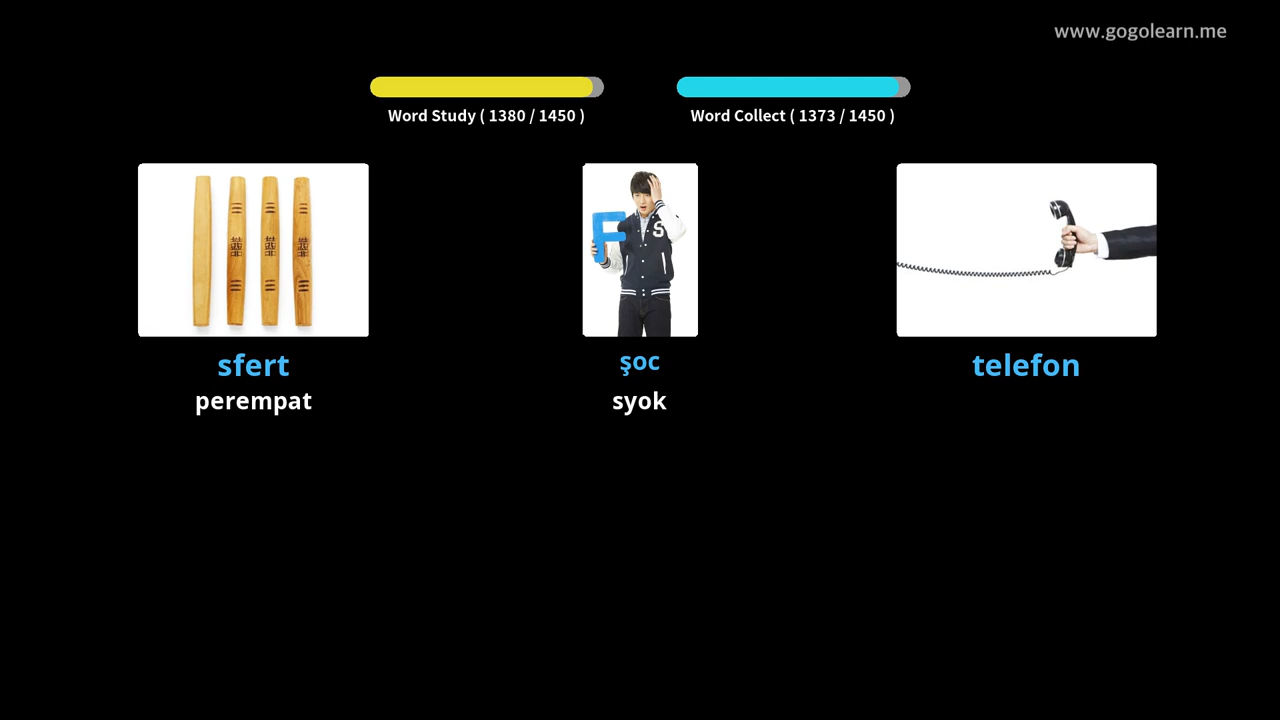 www.gogolearn.me
Word Study ( 1380 / 1450 )
Word Collect ( 1373 / 1450 )
F
S
sfert
şoc
telefon
perempat
syok